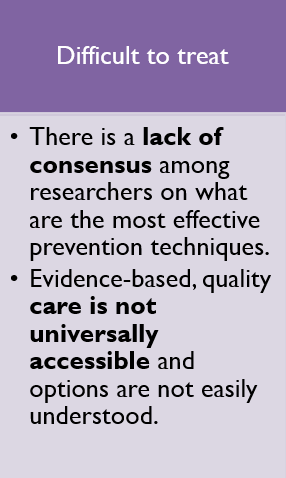 Difficult to treat
• There is a lack of
consensus among
researchers on what
are the most effective
prevention techniques.
• Evidence-based, quality
care is not
universally
accessible and
options are not easily
understood.